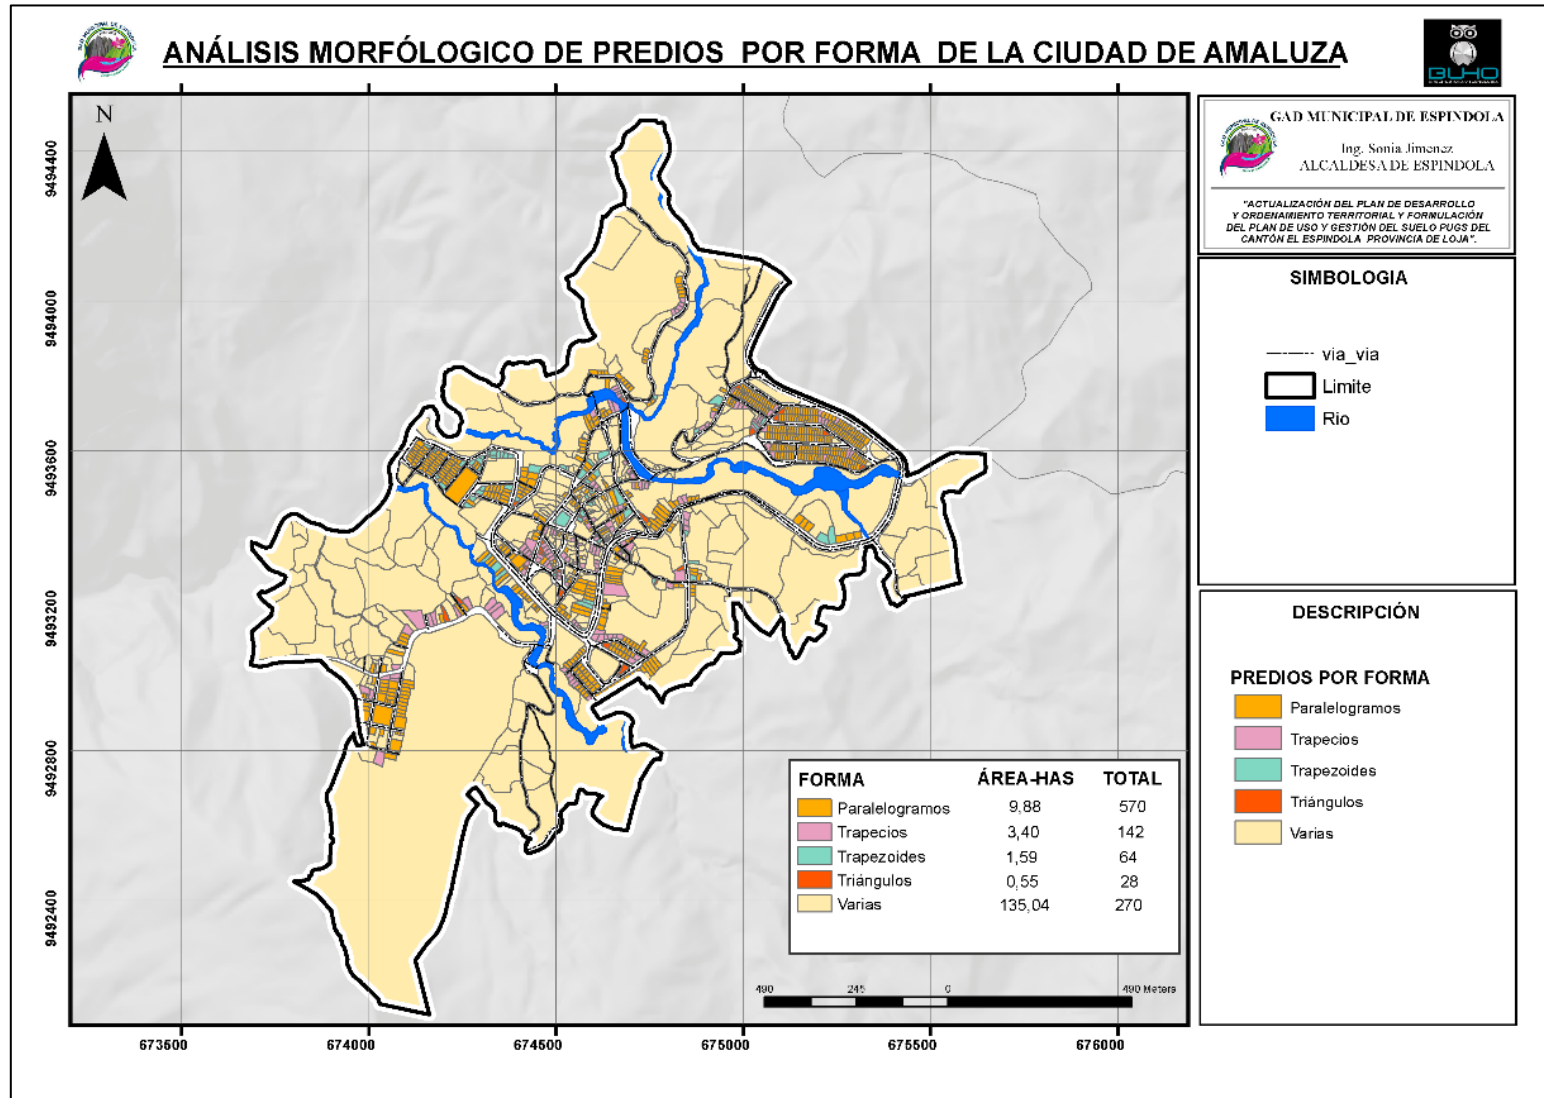 ANÁLISIS MORFÓLOGICO DE PREDIOS POR FORMA DE LA CIUDAD DE AMALUZA
BUHO
N
9494400
9494000
9493600
9493200
9492800
9492400
673500
674000
674500
675000
675500
676000
FORMA ÁREA-HAS TOTAL
Paralelogramos 9,88 570
Trapecios 3,40 142
Trapezoides 1,59 64
Triángulos 0,55 28
Varias 135,04 270
490 245 0 490 Meters
GAD MUNICIPAL DE ESPINDOLA
Ing. Sonia Jimenez
ALCALDESA DE ESPINDOLA
"ACTUALIZACIÓN DEL PLAN DE DESARROLLO
Y ORDENAMIENTO TERRITORIAL Y FORMULACIÓN
DEL PLAN DE USO Y GESTIÓN DEL SUELO PUGS DEL
CANTÓN EL ESPINDOLA PROVINCIA DE LOJA".
SIMBOLOGIA
via_via
Limite
Rio
DESCRIPCIÓN
PREDIOS POR FORMA
Paralelogramos
Trapecios
Trapezoides
Triángulos
Varias